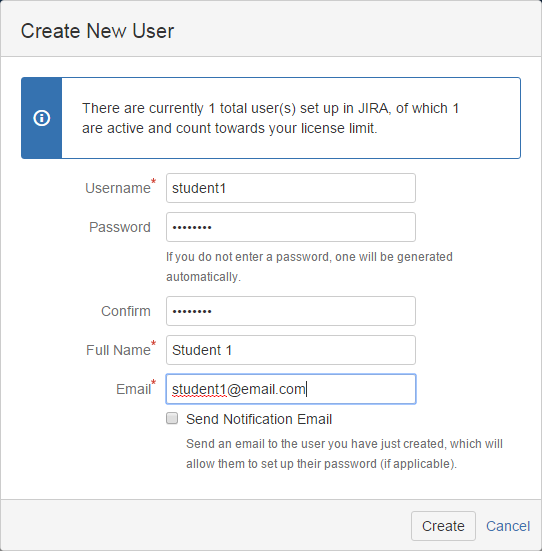 Create New User
There are currently 1 total user(s) set up in JIRA, of which 1
are active and count towards your license limit.
Username* student1
Password ••••••••
If you do not enter a password, one will be generated
automatically.
Confirm ••••••••
Full Name* Student 1
Email* student1@email.com
Send Notification Email
Send an email to the user you have just created, which will
allow them to set up their password (if applicable).
Create Cancel